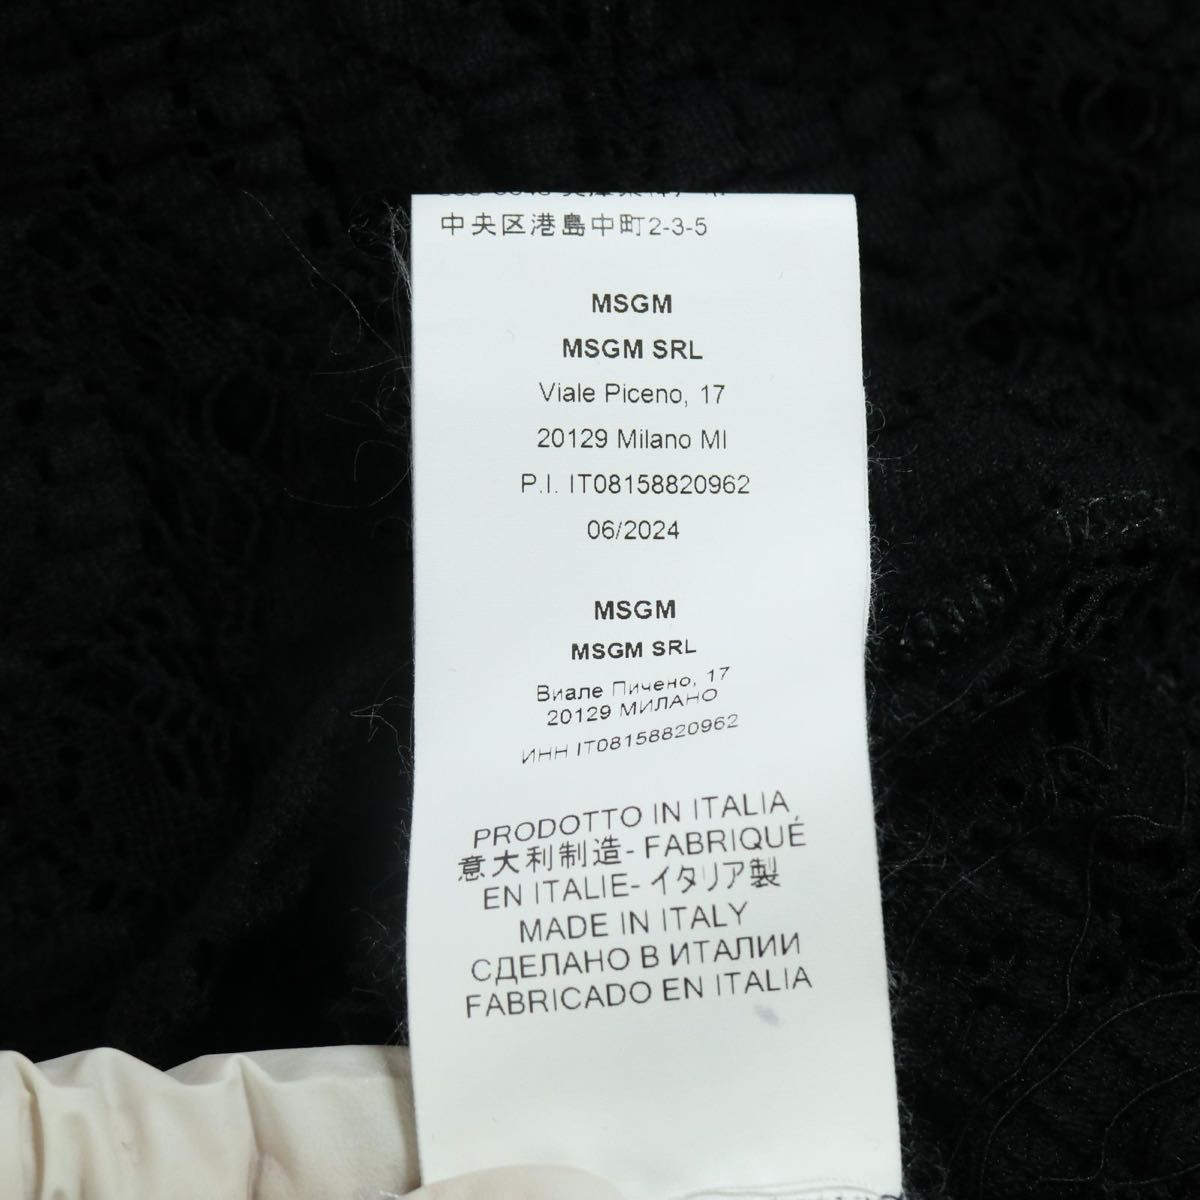 中央区港島中町2-3-5
MSGM
MSGM SRL
Viale Piceno, 17
20129 Milano MI
P.I. IT08158820962
06/2024
MSGM
MSGM SRL
Виале Пичено, 17
20129 МИЛАНО
ИНН IT08158820962
PRODOTTO IN ITALIA
意大利制造- FABRIQUÉ
EN ITALIE- イタリア製
MADE IN ITALY
СДЕЛАНО В ИТАЛИИ
FABRICADO EN ITALIA